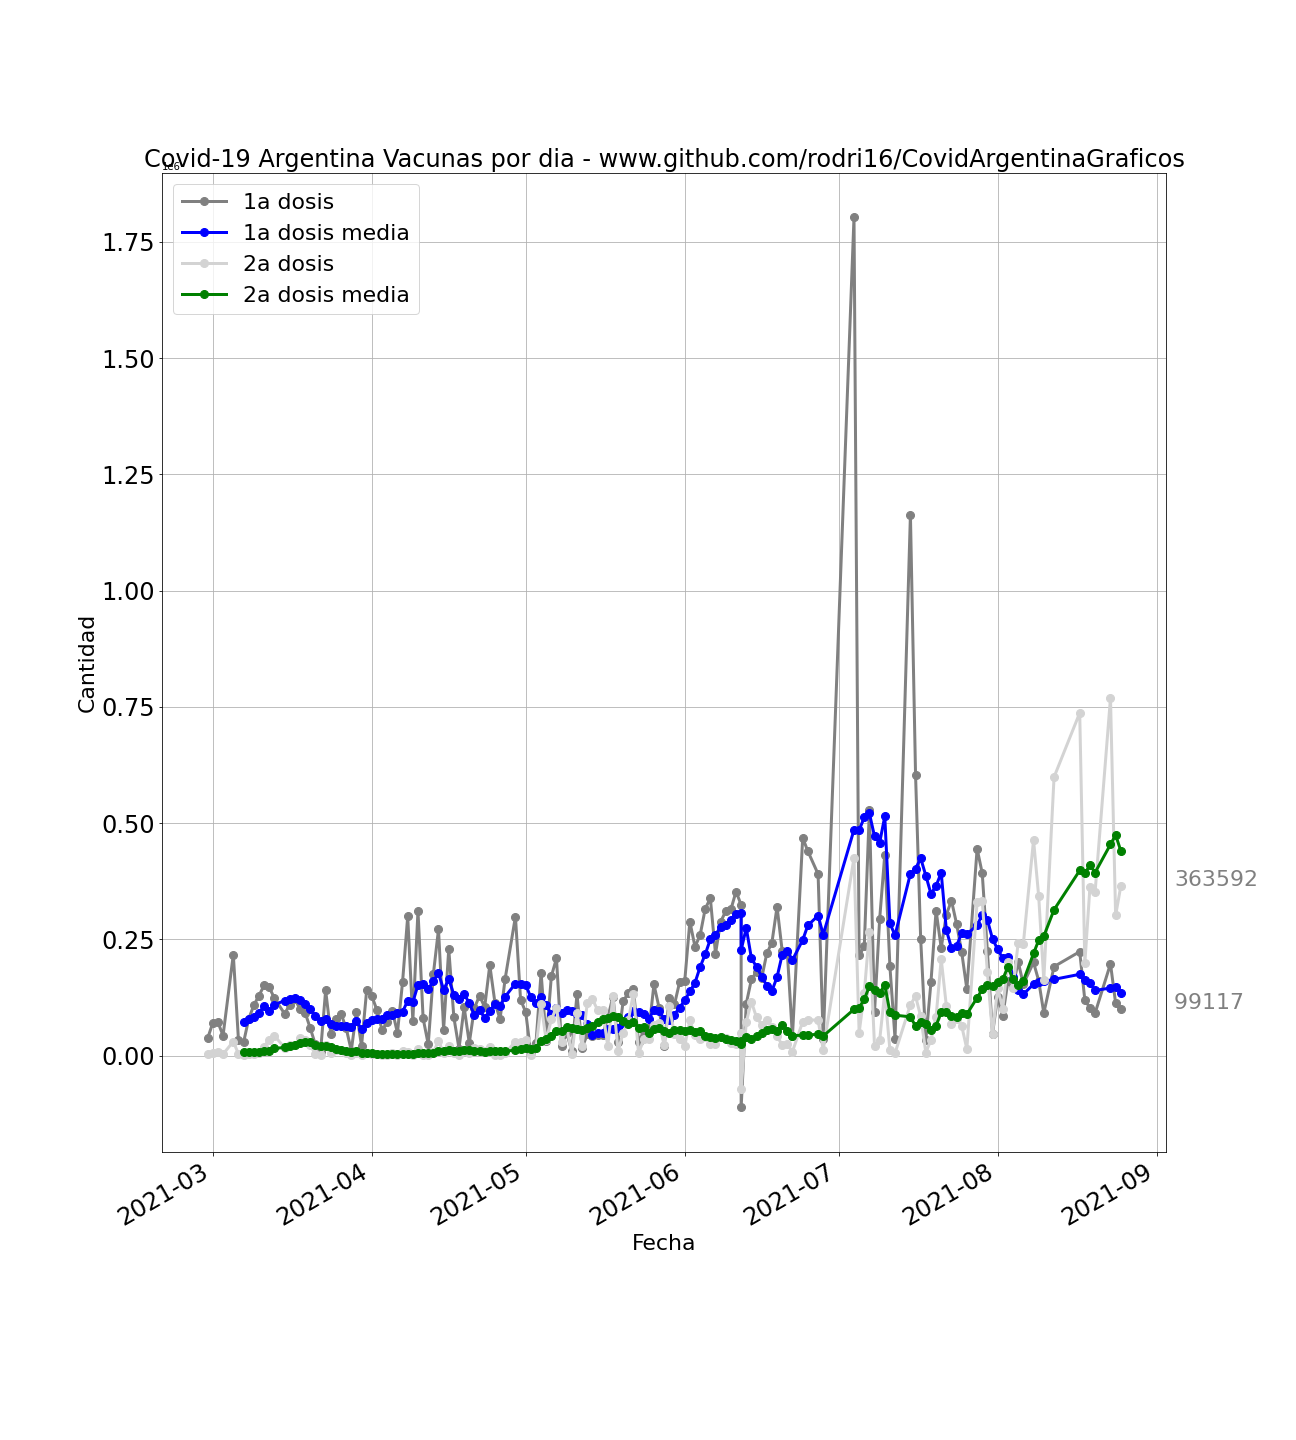 Covid-19 Argentina Vacunas por dia - www.github.com/rodri16/CovidArgentinaGraficos
1e6
1a dosis
1a dosis media
2a dosis
2a dosis media
1.75
1.50
1.25
1.00
0.75
0.50
0.25
0.00
Cantidad
363592
99117
2021-03
2021-04
2021-05
2021-06
2021-07
2021-08
2021-09
Fecha